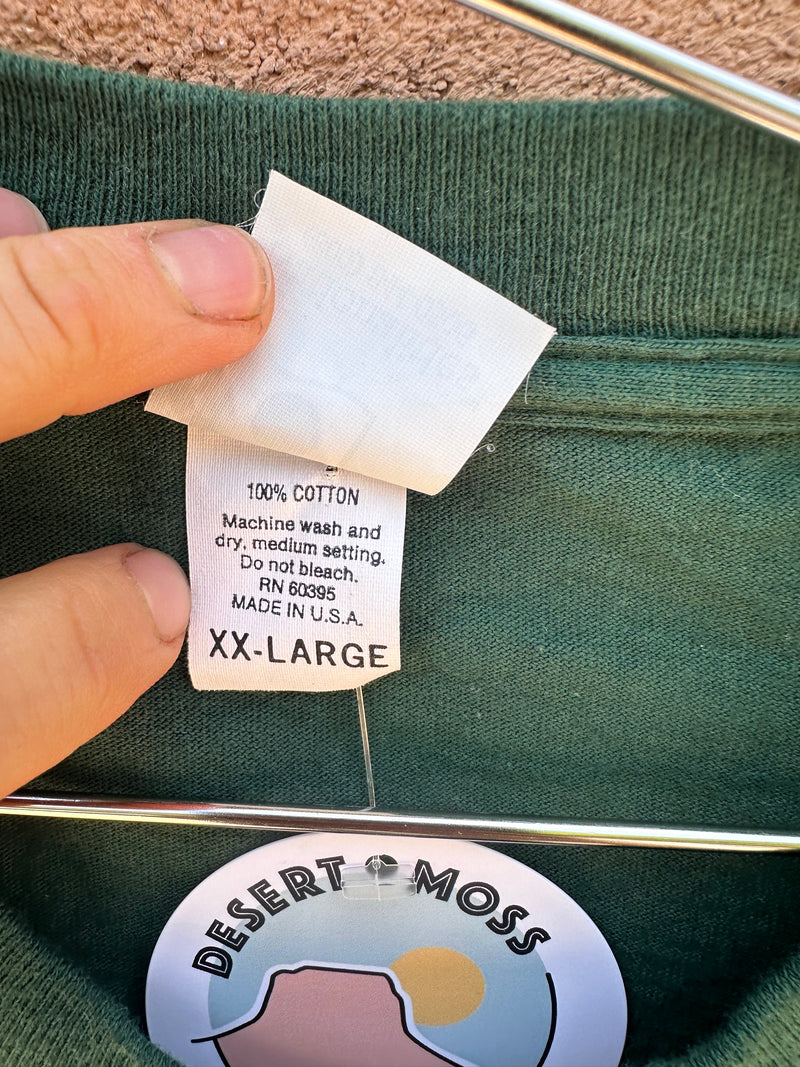 100% COTTON
Machine wash and
dry, medium setting.
Do not bleach.
RN 60395
MADE IN U.S.A.
XX-LARGE
DESERT MOSS